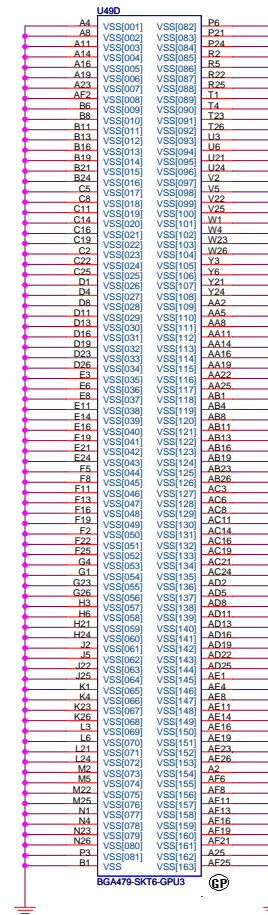 U49D
A4 VSS[001] VSS[082] P6
A8 VSS[002] VSS[083] P21
A11 VSS[003] VSS[084] P24
A14 VSS[004] VSS[085] R2
A16 VSS[005] VSS[086] R5
A19 VSS[006] VSS[087] R22
A23 VSS[007] VSS[088] R25
AF2 VSS[008] VSS[089] T1
B6 VSS[009] VSS[090] T4
B8 VSS[010] VSS[091] T23
B11 VSS[011] VSS[092] T26
B13 VSS[012] VSS[093] U3
B16 VSS[013] VSS[094] U6
B19 VSS[014] VSS[095] U21
B21 VSS[015] VSS[096] U24
B24 VSS[016] VSS[097] V2
C5 VSS[017] VSS[098] V5
C8 VSS[018] VSS[099] V22
C11 VSS[019] VSS[100] V25
C14 VSS[020] VSS[101] W1
C16 VSS[021] VSS[102] W4
C19 VSS[022] VSS[103] W23
C2 VSS[023] VSS[104] W26
C22 VSS[024] VSS[105] Y3
C25 VSS[025] VSS[106] Y6
D1 VSS[026] VSS[107] Y21
D4 VSS[027] VSS[108] Y24
D8 VSS[028] VSS[109] AA2
D11 VSS[029] VSS[110] AA5
D13 VSS[030] VSS[111] AA8
D16 VSS[031] VSS[112] AA11
D19 VSS[032] VSS[113] AA14
D23 VSS[033] VSS[114] AA16
D26 VSS[034] VSS[115] AA19
E3 VSS[035] VSS[116] AA22
E6 VSS[036] VSS[117] AA25
E8 VSS[037] VSS[118] AB1
E11 VSS[038] VSS[119] AB4
E14 VSS[039] VSS[120] AB8
E16 VSS[040] VSS[121] AB11
E19 VSS[041] VSS[122] AB13
E21 VSS[042] VSS[123] AB16
E24 VSS[043] VSS[124] AB19
F5 VSS[044] VSS[125] AB23
F8 VSS[045] VSS[126] AB26
F11 VSS[046] VSS[127] AC3
F13 VSS[047] VSS[128] AC6
F16 VSS[048] VSS[129] AC8
F19 VSS[049] VSS[130] AC11
F2 VSS[050] VSS[131] AC14
F22 VSS[051] VSS[132] AC16
F25 VSS[052] VSS[133] AC19
G4 VSS[053] VSS[134] AC21
G1 VSS[054] VSS[135] AC24
G23 VSS[055] VSS[136] AD2
G26 VSS[056] VSS[137] AD5
H3 VSS[057] VSS[138] AD8
H6 VSS[058] VSS[139] AD11
H21 VSS[059] VSS[140] AD13
H24 VSS[060] VSS[141] AD16
J2 VSS[061] VSS[142] AD19
J5 VSS[062] VSS[143] AD22
J22 VSS[063] VSS[144] AD25
J25 VSS[064] VSS[145] AE1
K1 VSS[065] VSS[146] AE4
K4 VSS[066] VSS[147] AE8
K23 VSS[067] VSS[148] AE11
K26 VSS[068] VSS[149] AE14
L3 VSS[069] VSS[150] AE16
L6 VSS[070] VSS[151] AE19
L21 VSS[071] VSS[152] AE23
L24 VSS[072] VSS[153] AE26
M2 VSS[073] VSS[154] A2
M5 VSS[074] VSS[155] AF6
M22 VSS[075] VSS[156] AF8
M25 VSS[076] VSS[157] AF11
N1 VSS[077] VSS[158] AF13
N4 VSS[078] VSS[159] AF16
N23 VSS[079] VSS[160] AF19
N26 VSS[080] VSS[161] AF21
P3 VSS[081] VSS[162] A25
B1 VSS VSS[163] AF25
BGA479-SKT6-GPU3 GP